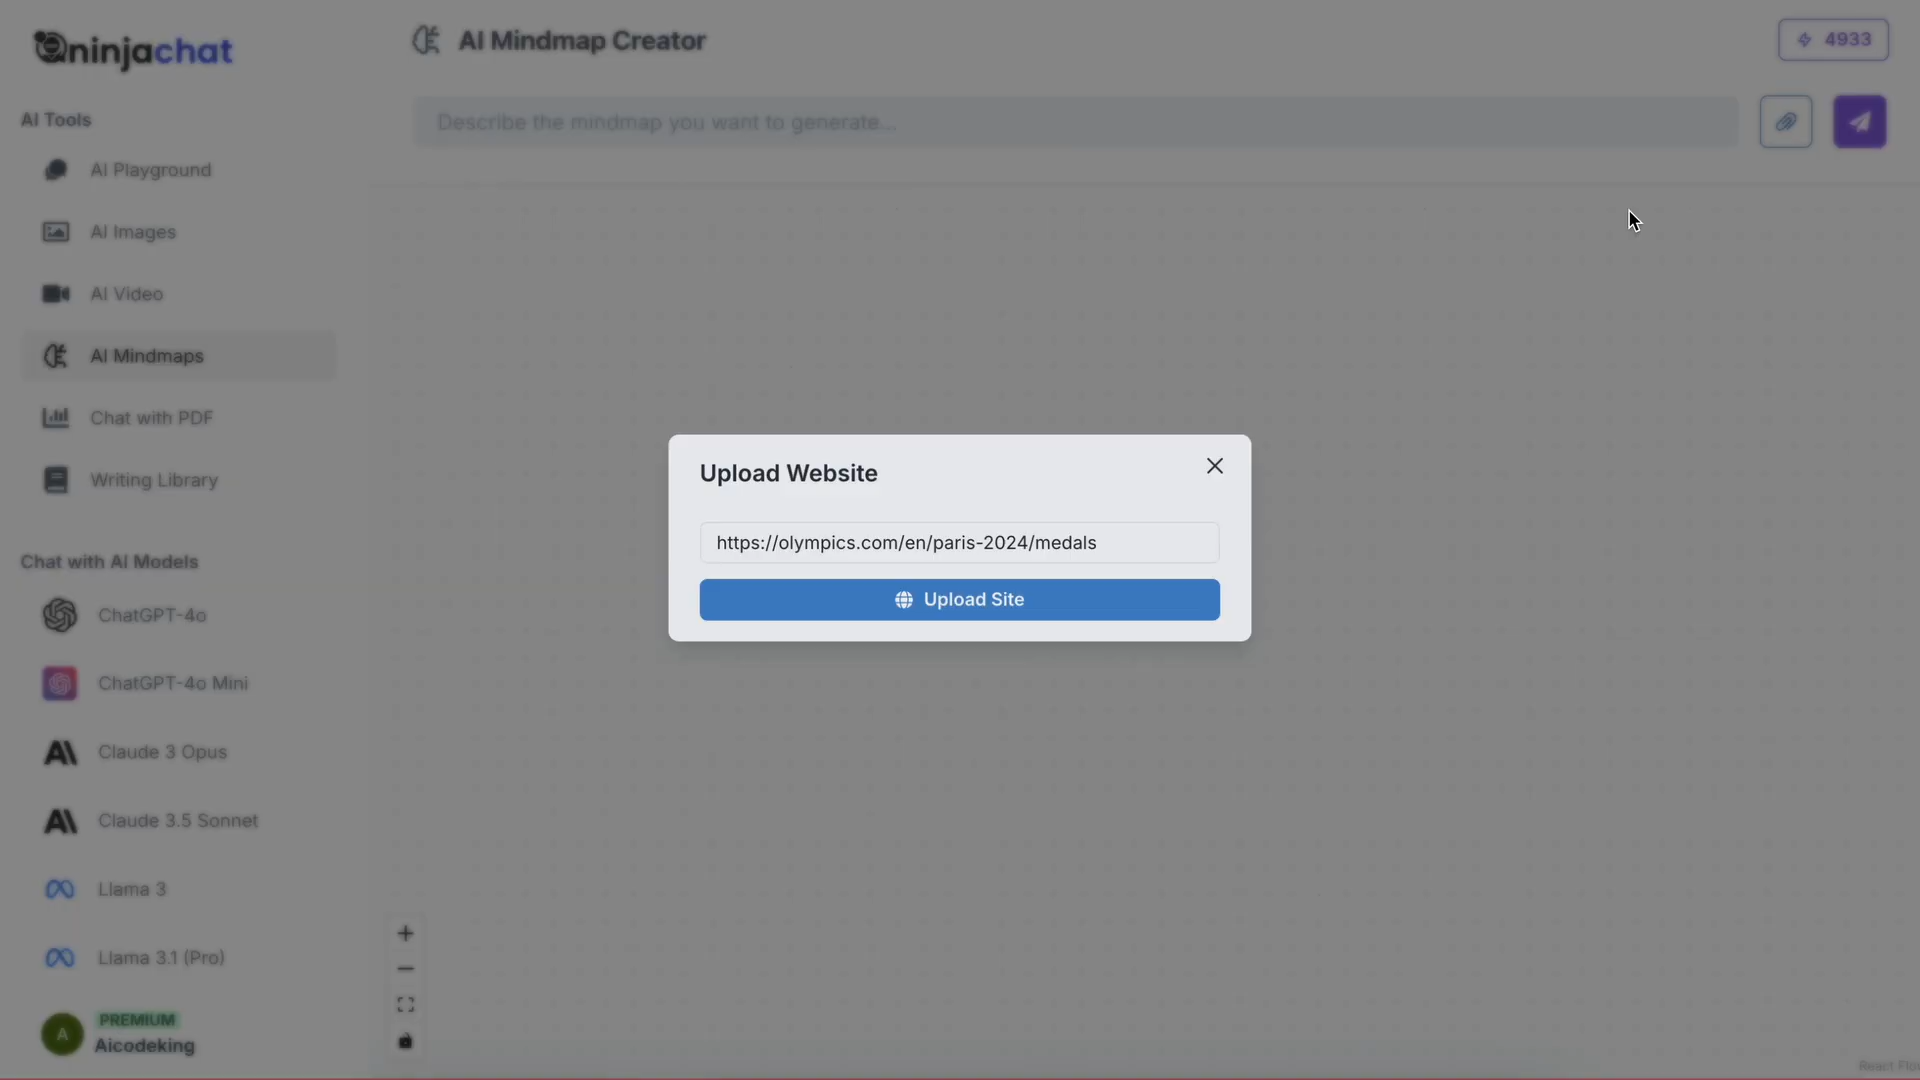 ninjachat
AI Mindmap Creator
4933
Describe the mindmap you want to generate...
AI Tools
AI Playground
AI Images
AI Video
AI Mindmaps
Chat with PDF
Writing Library
Chat with AI Models
ChatGPT-4o
ChatGPT-4o Mini
Claude 3 Opus
Claude 3.5 Sonnet
Llama 3
Llama 3.1 (Pro)
A
PREMIUM
Aicodeking
Upload Website
https://olympics.com/en/paris-2024/medals
Upload Site
React Flo